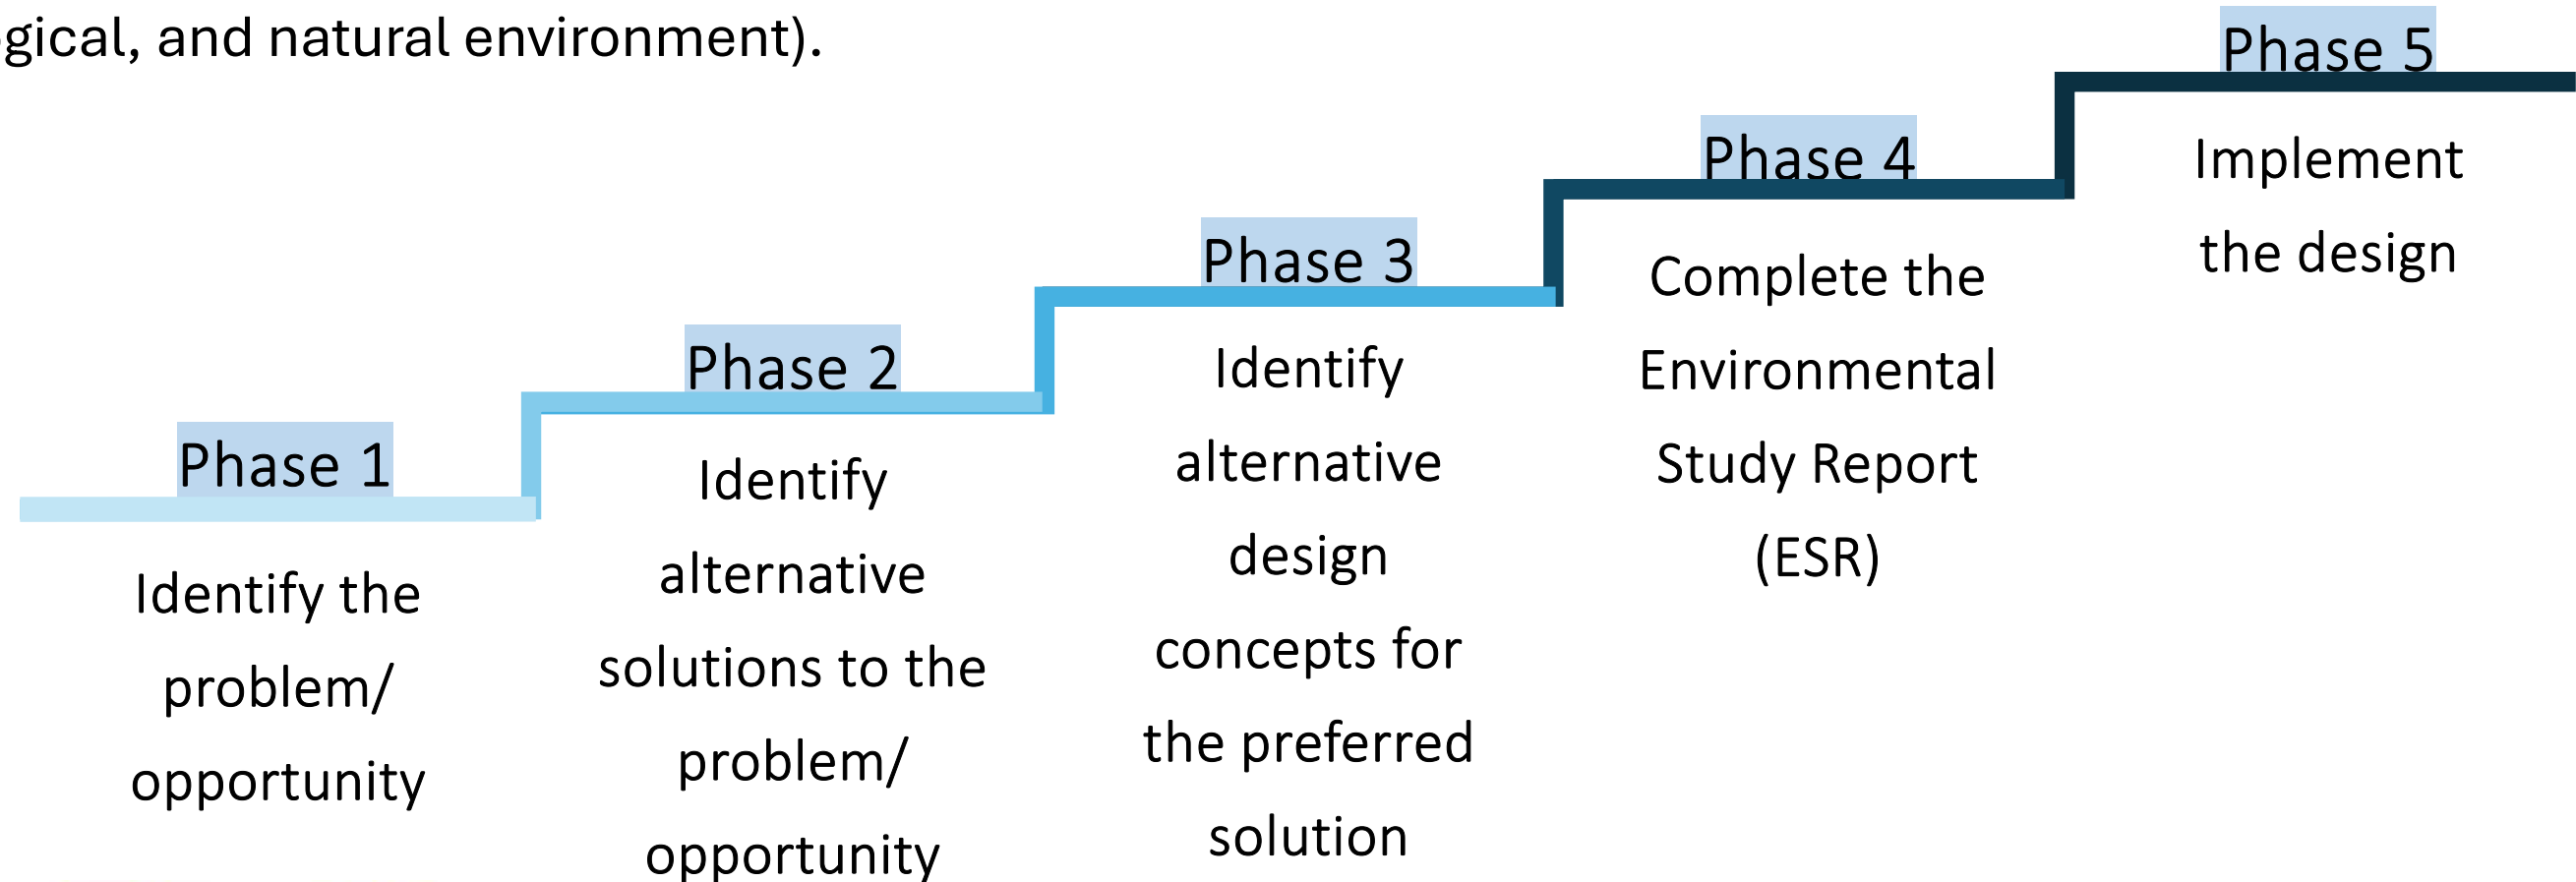 and natural environment).
Phase 1
Identify the
problem/
opportunity
Phase 2
Identify
alternative
solutions to the
problem/
opportunity
Phase 3
Identify
alternative
design
concepts for
the preferred
solution
Phase 4
Complete the
Environmental
Study Report
(ESR)
Phase 5
Implement
the design